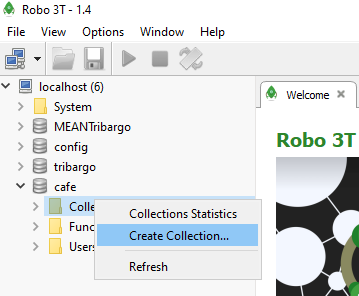 Robo 3T - 1.4
File View Options Window Help
localhost (6)
Welcome
System
MEANTribargo
config
tribargo
cafe
Robo 3T
Colle
Collections Statistics
Func
Create Collection...
Users
Refresh